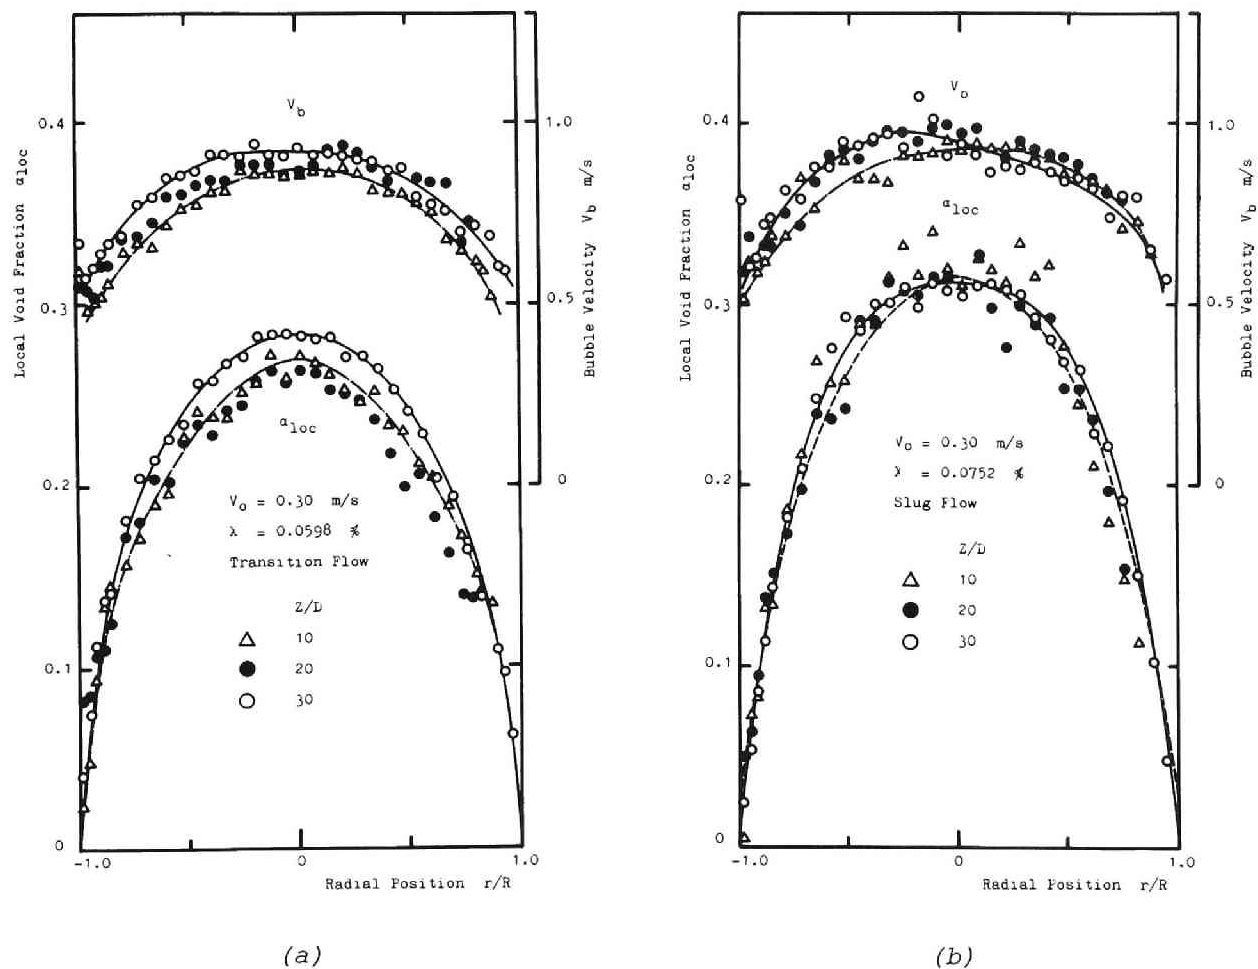 V_b
Local Void Fraction α_loc
0.4
0.3
0.2
0.1
0
1.0
0.5
0
Bubble Velocity V_b m/s
α_loc
V_o = 0.30 m/s
λ = 0.0598 %
Transition Flow
Z/D
△ 10
● 20
○ 30
-1.0 0 1.0
Radial Position r/R
(a)
V_b
Local Void Fraction α_loc
0.4
0.3
0.2
0.1
0
1.0
0.5
0
Bubble Velocity V_b m/s
α_loc
V_o = 0.30 m/s
λ = 0.0752 %
Slug Flow
Z/D
△ 10
● 20
○ 30
-1.0 0 1.0
Radial Position r/R
(b)